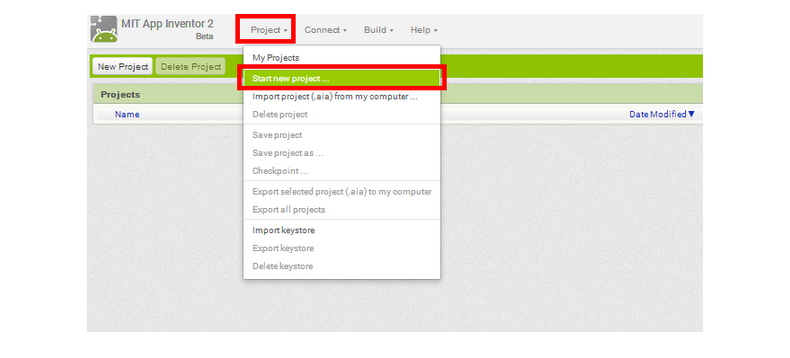 MIT App Inventor 2
Beta
Project Connect Build Help
New Project Delete Project
Projects
Name Date Modified
My Projects
Start new project ...
Import project (.aia) from my computer ...
Delete project
Save project
Save project as ...
Checkpoint ...
Export selected project (.aia) to my computer
Export all projects
Import keystore
Export keystore
Delete keystore